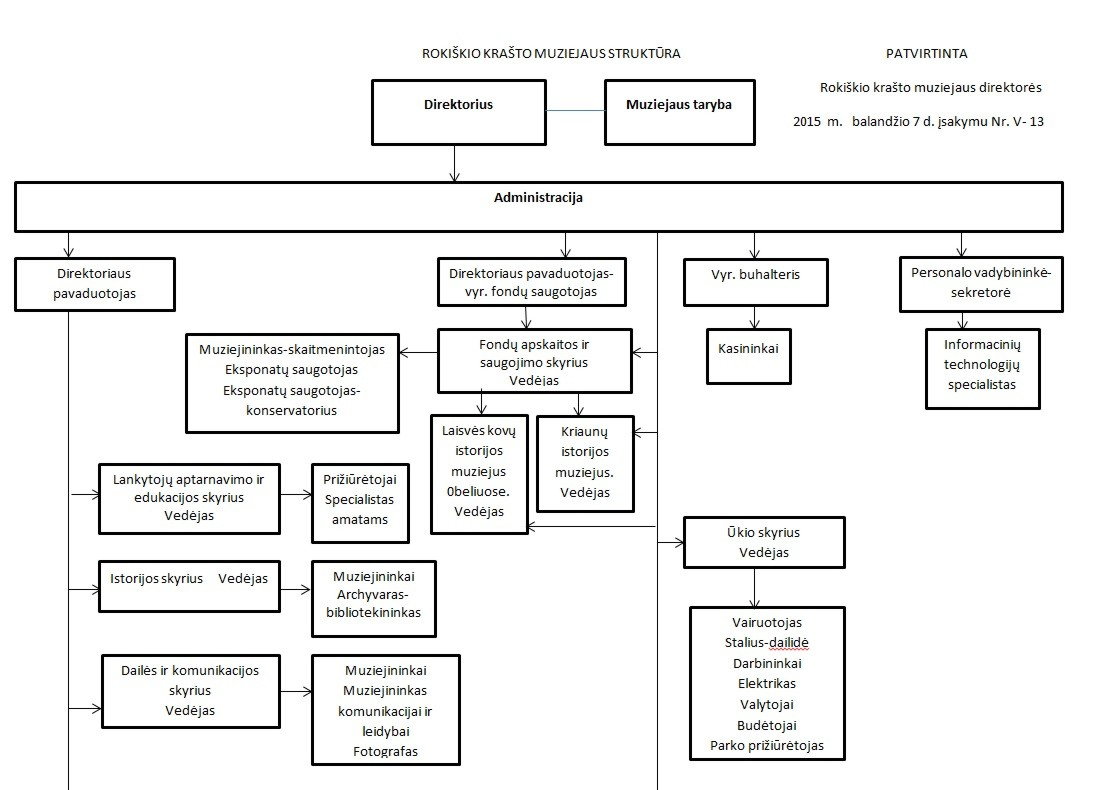 ROKIŠKIO KRAŠTO MUZIEJAUS STRUKTŪRA
PATVIRTINTA
Rokiškio krašto muziejaus direktorės
2015 m. balandžio 7 d. įsakymu Nr. V- 13
Direktorius
Muziejaus taryba
Administracija
Direktoriaus
pavaduotojas
Direktoriaus pavaduotojas-
vyr. fondų saugotojas
Vyr. buhalteris
Personalo vadybininkė-
sekretorė
Muziejininkas-skaitmenintojas
Eksponatų saugotojas
Eksponatų saugotojas-
konservatorius
Fondų apskaitos ir
saugojimo skyrius
Vedėjas
Kasininkai
Informacinių
technologijų
specialistas
Laisvės kovų
istorijos
muziejus
0beliuose.
Vedėjas
Kriaunų
istorijos
muziejus.
Vedėjas
Lankytojų aptarnavimo ir
edukacijos skyrius
Vedėjas
Prižiūrėtojai
Specialistas
amatams
Ūkio skyrius
Vedėjas
Istorijos skyrius Vedėjas
Muziejininkai
Archyvaras-
bibliotekininkas
Dailės ir komunikacijos
skyrius
Vedėjas
Muziejininkai
Muziejininkas
komunikacijai ir
leidybai
Fotografas
Vairuotojas
Stalius-dailidė
Darbininkai
Elektrikas
Valytojai
Budėtojai
Parko prižiūrėtojas